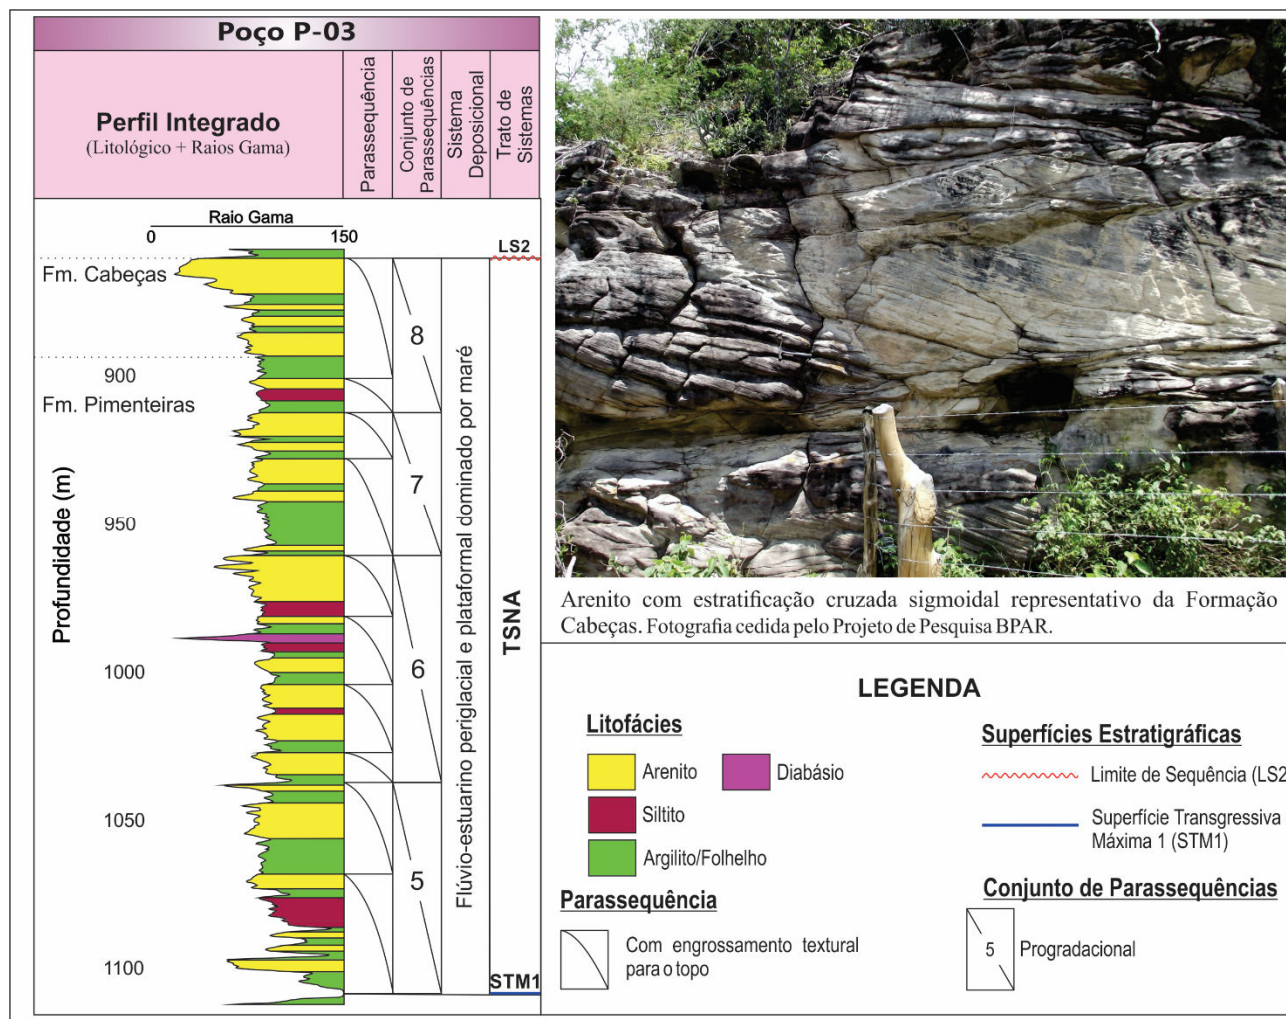 Poço P-03
Perfil Integrado
(Litológico + Raios Gama)
Parassequência
Conjunto de
Parassequências
Sistema
Deposicional
Trato de
Sistemas
Raio Gama
0 150
LS2
Fm. Cabeças
8
900
Fm. Pimenteiras
7
Profundidade (m)
950
6
1000
1050
5
1100
Flúvio-estuarino periglacial e plataformal dominado por maré
TSNA
STM1
Arenito com estratificação cruzada sigmoidal representativo da Formação
Cabeças. Fotografia cedida pelo Projeto de Pesquisa BPAR.
LEGENDA
Litofácies
Arenito
Diabásio
Siltito
Argilito/Folhelho
Parassequência
Com engrossamento textural
para o topo
Superfícies Estratigráficas
Limite de Sequência (LS2
Superfície Transgressiva
Máxima 1 (STM1)
Conjunto de Parassequências
5 Progradacional